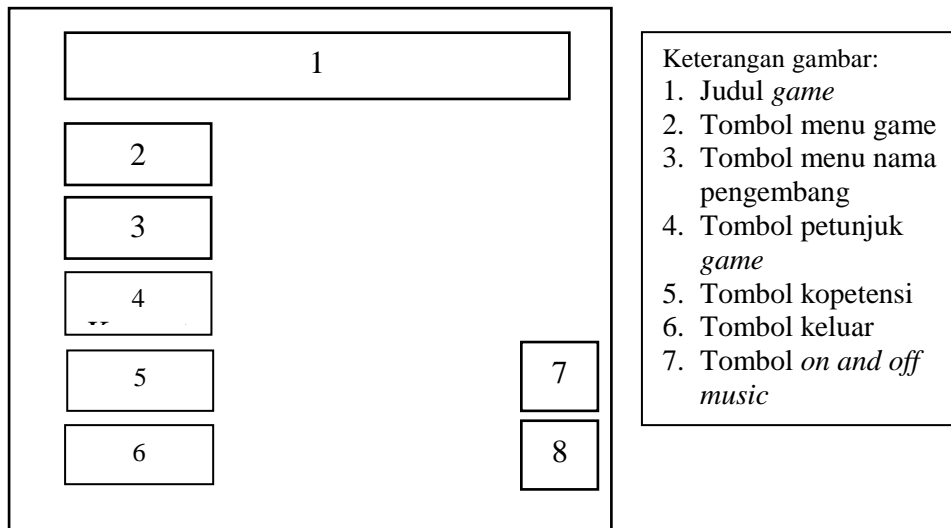 1
2
3
4
5
6
7
8
Keterangan gambar:
1. Judul game
2. Tombol menu game
3. Tombol menu nama
pengembang
4. Tombol petunjuk
game
5. Tombol kopetensi
6. Tombol keluar
7. Tombol on and off
music